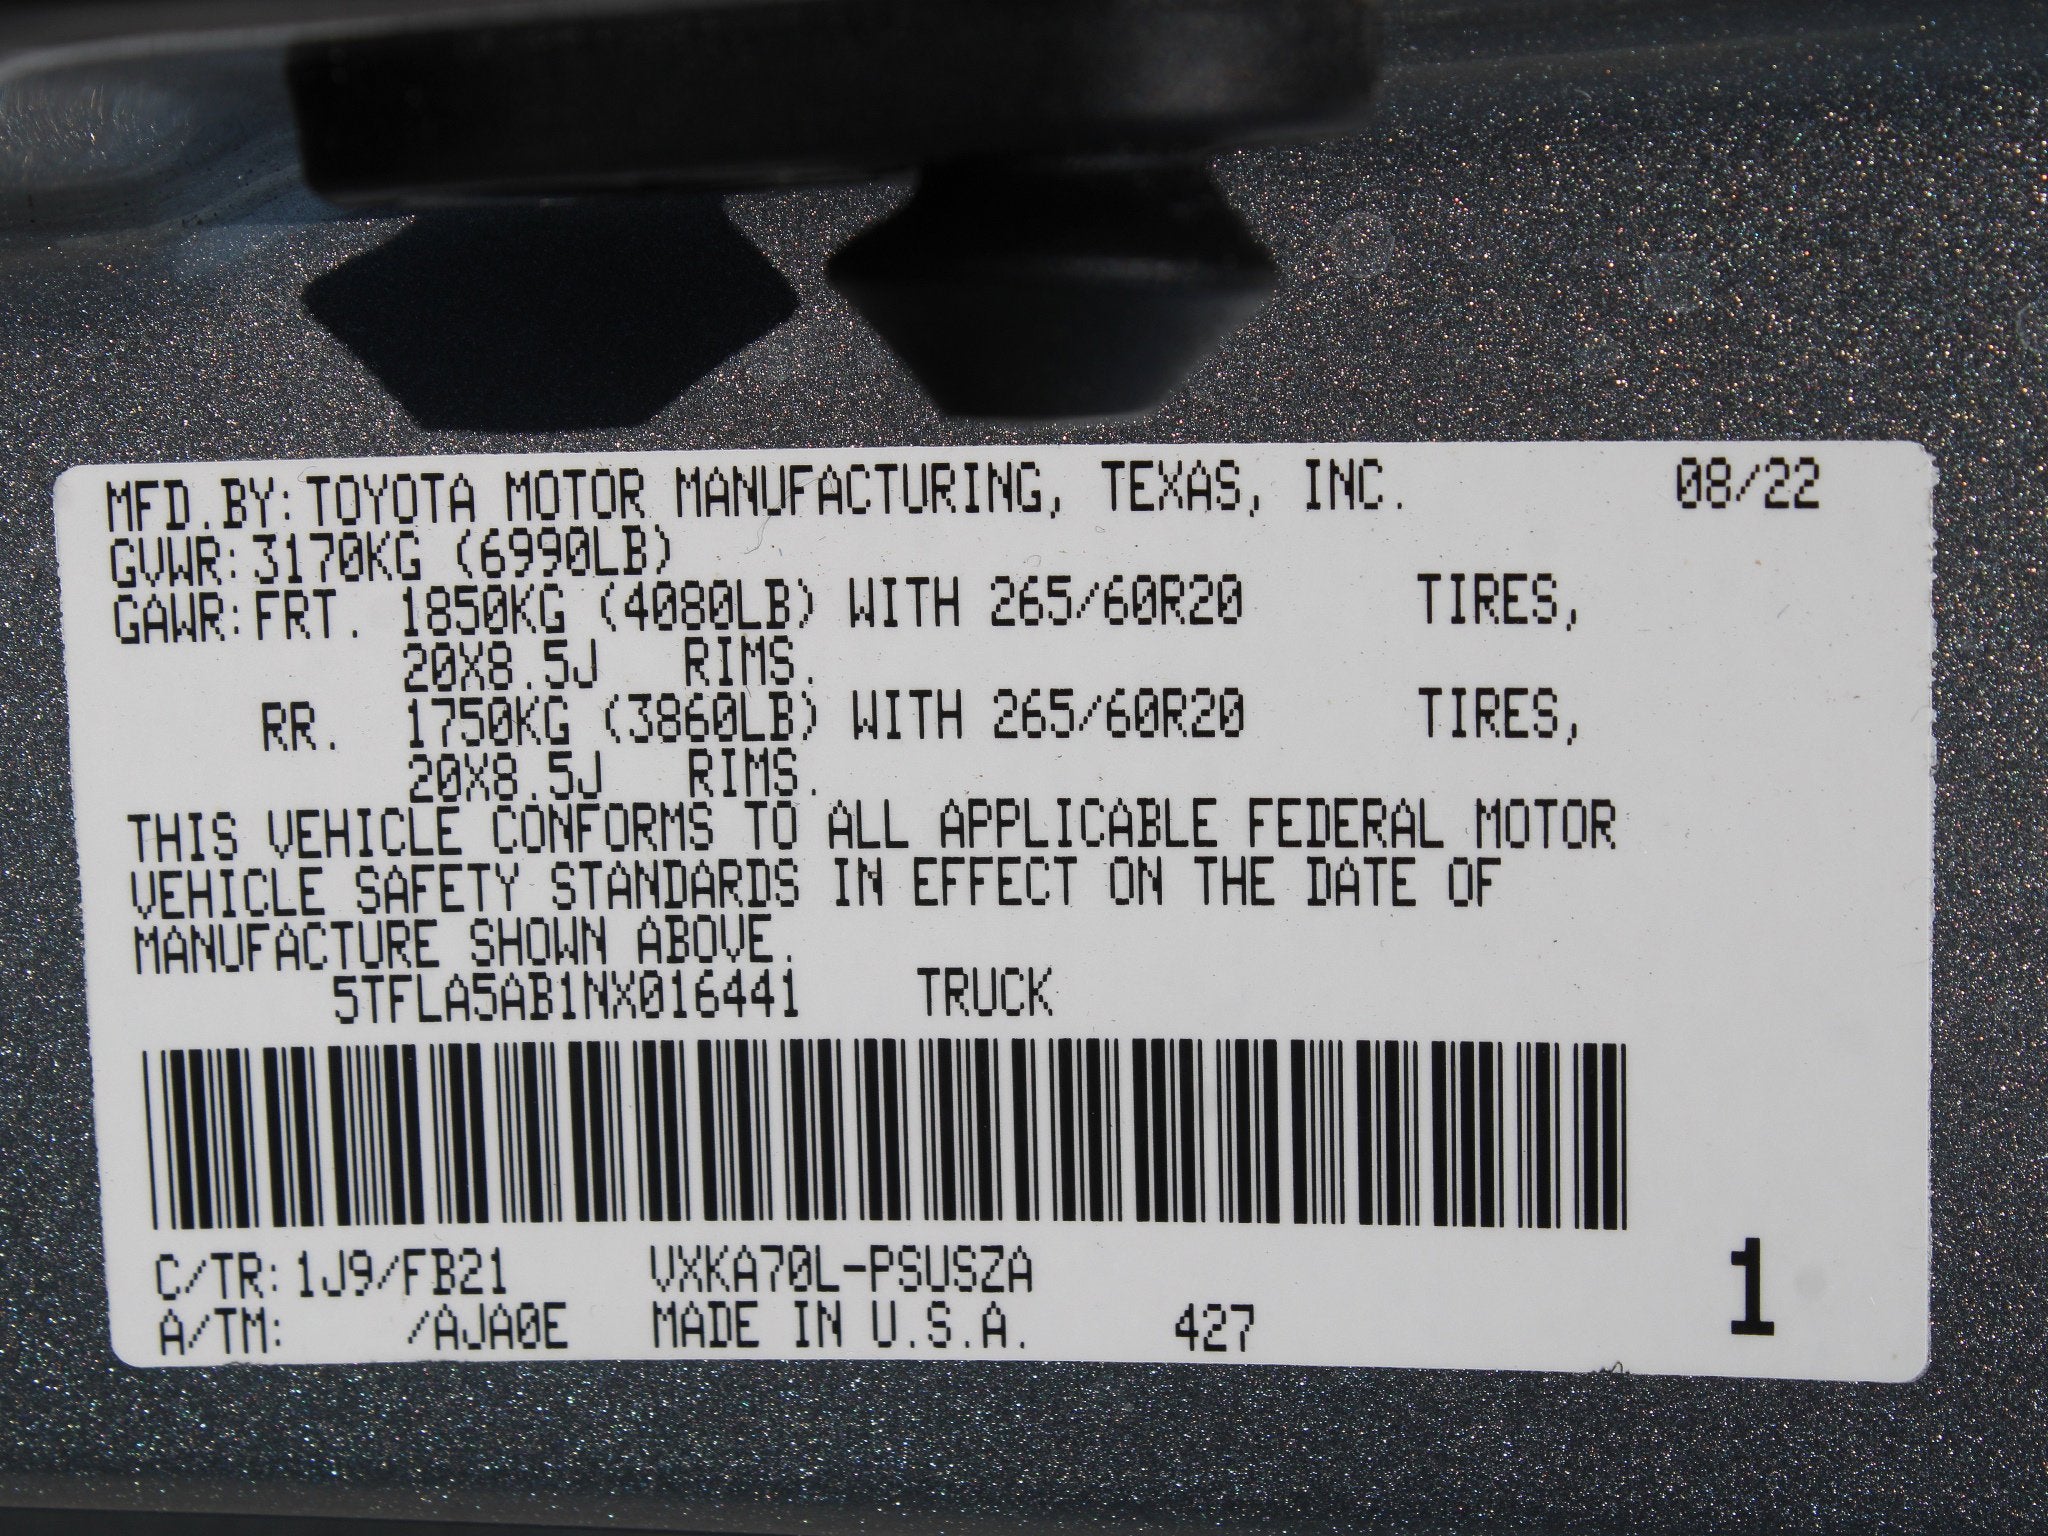 MFD.BY:TOYOTA MOTOR MANUFACTURING, TEXAS, INC. 08/22
GVWR:3170KG (6990LB)
GAWR:FRT. 1850KG (4080LB) WITH 265/60R20 TIRES,
20X8.5J RIMS.
RR. 1750KG (3860LB) WITH 265/60R20 TIRES,
20X8.5J RIMS.
THIS VEHICLE CONFORMS TO ALL APPLICABLE FEDERAL MOTOR
VEHICLE SAFETY STANDARDS IN EFFECT ON THE DATE OF
MANUFACTURE SHOWN ABOVE.
5TFLA5AB1NX016441 TRUCK
C/TR:1J9/FB21 VXKA70L-PSUSZA
A/TM: /AJA0E MADE IN U.S.A. 427 1